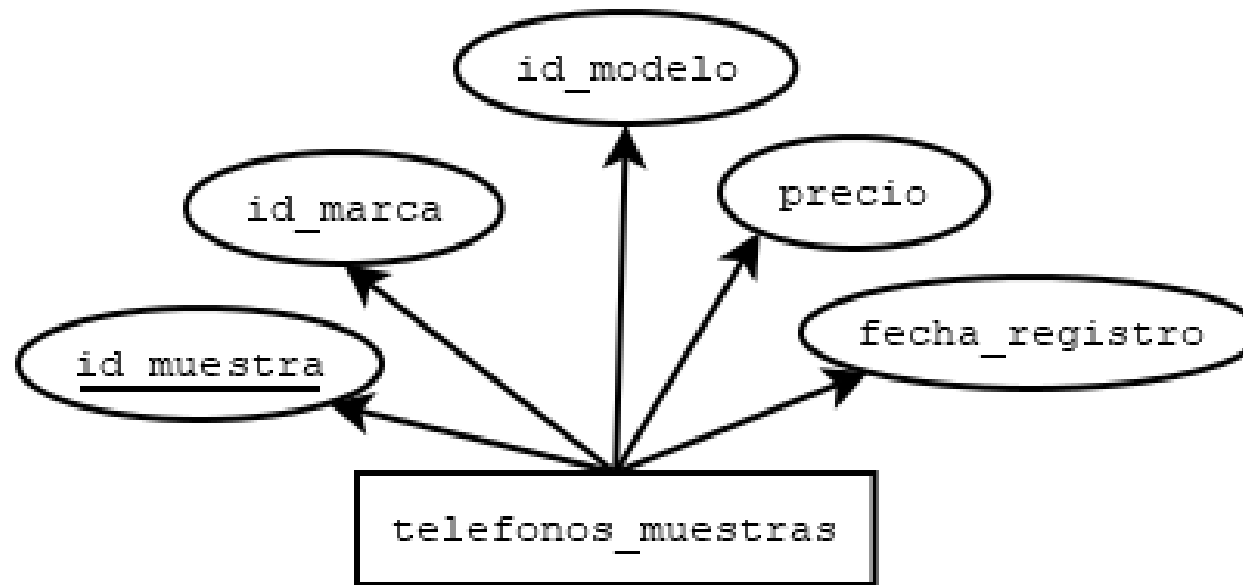 id_modelo
id_marca
precio
id_muestra
fecha_registro
telefonos_muestras